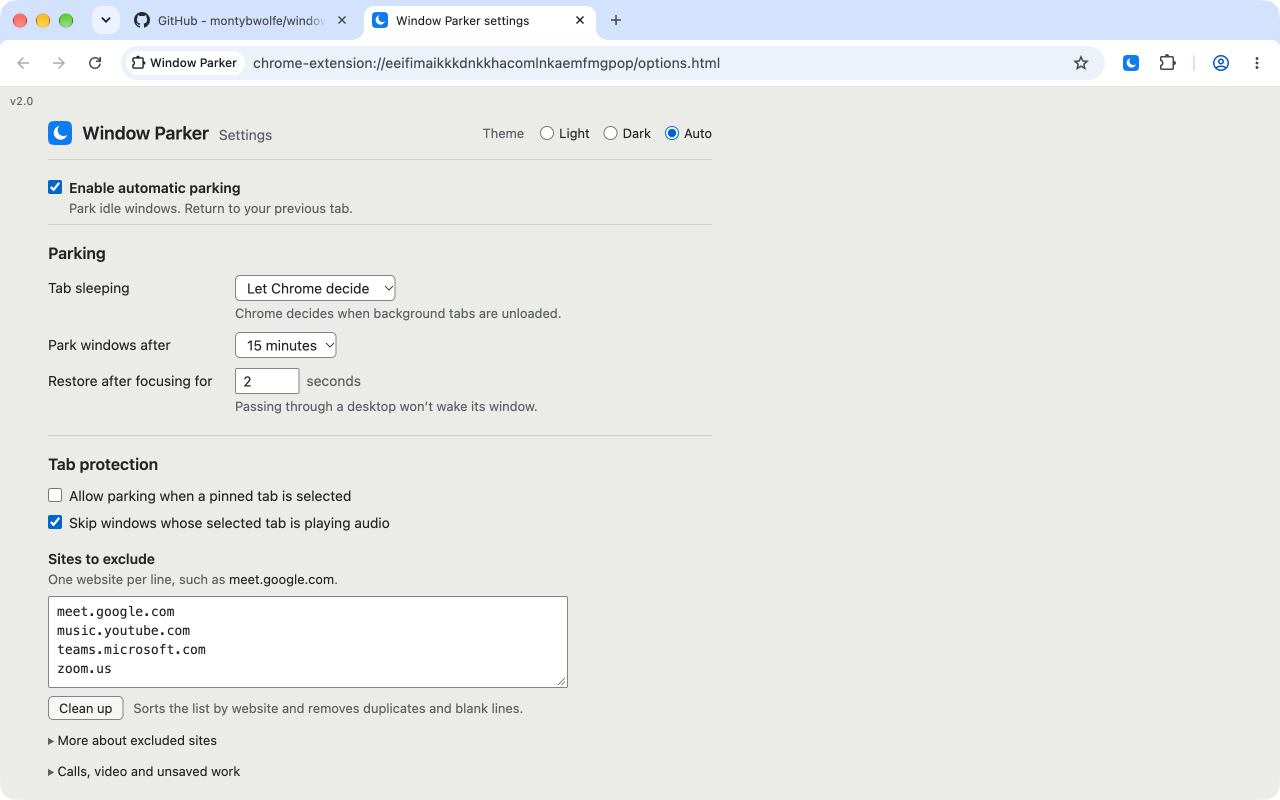 GitHub - montybwolfe/windov
Window Parker settings
Window Parker
chrome-extension://eeifimaikkkdnkkhacomlnkaemfmgpop/options.html
v2.0
Window Parker Settings
Theme Light Dark Auto
Enable automatic parking
Park idle windows. Return to your previous tab.
Parking
Tab sleeping Let Chrome decide
Chrome decides when background tabs are unloaded.
Park windows after 15 minutes
Restore after focusing for 2 seconds
Passing through a desktop won’t wake its window.
Tab protection
Allow parking when a pinned tab is selected
Skip windows whose selected tab is playing audio
Sites to exclude
One website per line, such as meet.google.com.
meet.google.com
music.youtube.com
teams.microsoft.com
zoom.us
Clean up Sorts the list by website and removes duplicates and blank lines.
More about excluded sites
Calls, video and unsaved work